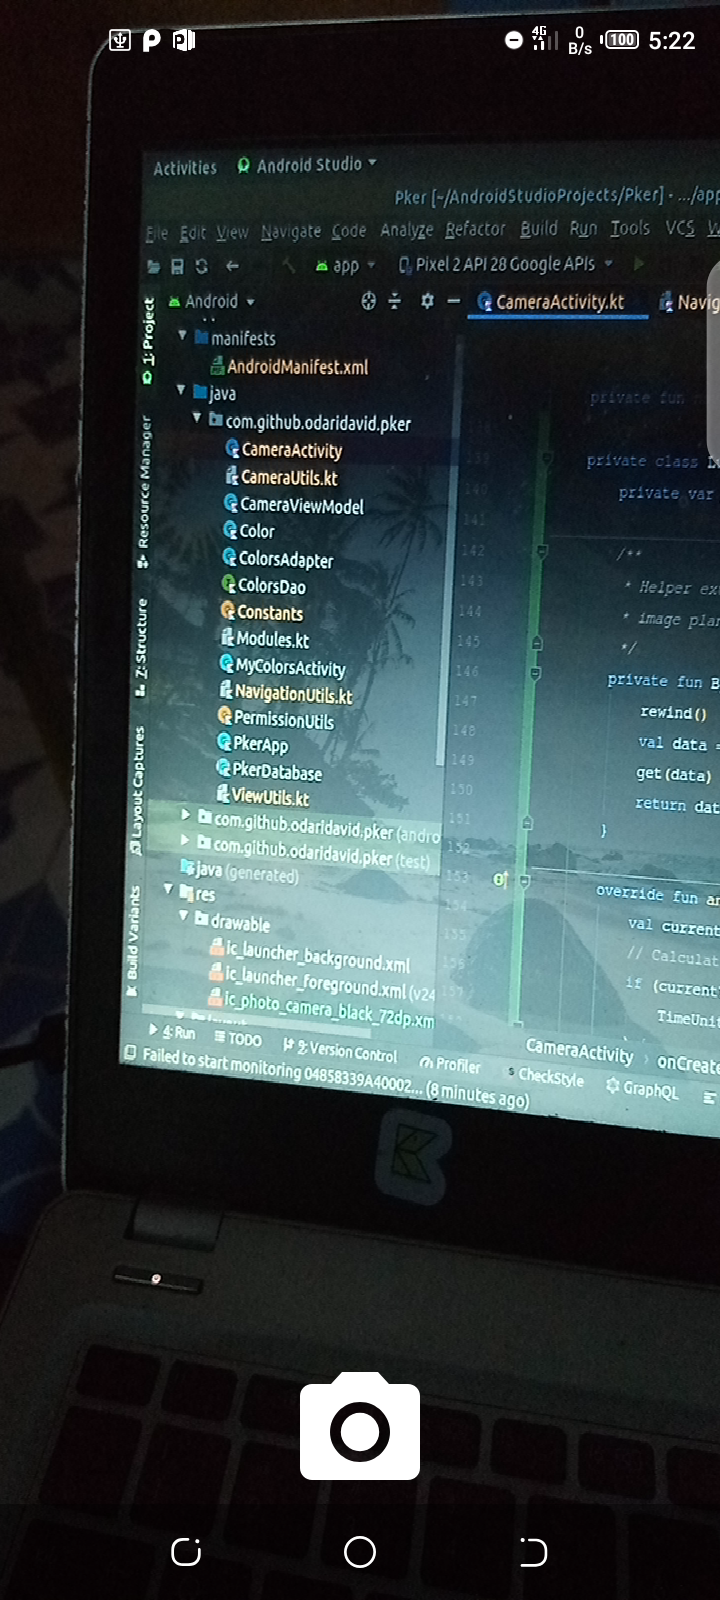 4G 0 B/s 100 5:22
Activities Android Studio
Pker [~/AndroidStudioProjects/Pker] - .../app
File Edit View Navigate Code Analyze Refactor Build Run Tools VCS
app Pixel 2 API 28 Google APIs
Android CameraActivity.kt Navig
1: Project
Resource Manager
Z: Structure
Layout Captures
Build Variants
manifests
AndroidManifest.xml
java
com.github.odaridavid.pker
CameraActivity
CameraUtils.kt
CameraViewModel
Color
ColorsAdapter
ColorsDao
Constants
Modules.kt
MyColorsActivity
NavigationUtils.kt
PermissionUtils
PkerApp
PkerDatabase
ViewUtils.kt
com.github.odaridavid.pker (andro
com.github.odaridavid.pker (test)
java (generated)
res
drawable
ic_launcher_background.xml
ic_launcher_foreground.xml (v24
ic_photo_camera_black_72dp.xm
139
140
141
142
143
144
145
146
147
148
149
150
151
152
153
154
155
private fun
private class
private var
/**
* Helper ex
* image plan
*/
private fun B
rewind()
val data =
get(data)
return dat
}
override fun an
val current
// Calculat
if (current
TimeUnit
CameraActivity › onCreate
4: Run TODO 9: Version Control Profiler CheckStyle GraphQL
Failed to start monitoring 04858339A40002... (8 minutes ago)